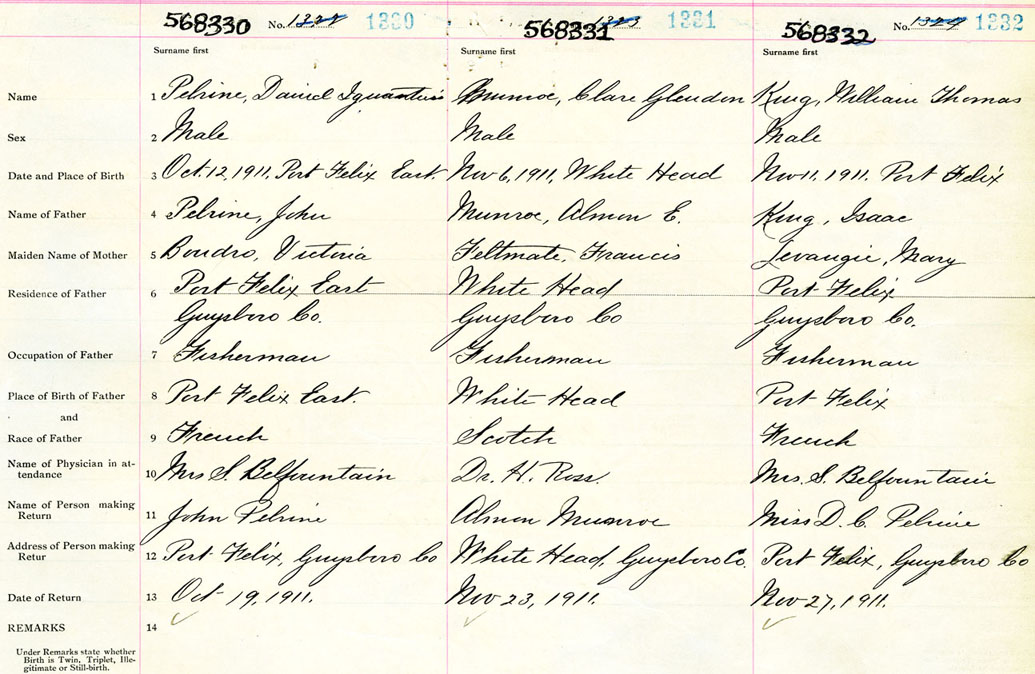 568330 No. 1330 568331 1331 568332 No. 1332
Surname first Surname first Surname first
Name 1 Pelrine, Daniel Ignantius Munroe, Clare Glendon King, William Thomas
Sex 2 Male Male Male
Date and Place of Birth 3 Oct. 12, 1911, Port Felix East. Nov 6, 1911, White Head Nov 11. 1911. Port Felix
Name of Father 4 Pelrine, John Munroe, Almon E. King, Isaac
Maiden Name of Mother 5 Boudro, Victoria Feltmate, Francis Levangie, Mary
Residence of Father 6 Port Felix East White Head Port Felix
Guysboro Co. Guysboro Co Guysboro Co.
Occupation of Father 7 Fisherman Fisherman Fisherman
Place of Birth of Father 8 Port Felix East. White Head Port Felix
and
Race of Father 9 French Scotch French
Name of Physician in at-
tendance 10 Mrs S. Belfountain Dr. H. Ross. Mrs. S. Belfountain
Name of Person making
Return 11 John Pelrine Almon Munroe Miss D. C. Pelrine
Address of Person making
Retur 12 Port Felix, Guysboro Co White Head, Guysboro Co. Port Felix, Guysboro Co
Date of Return 13 Oct 19, 1911. Nov 23, 1911. Nov 27, 1911.
REMARKS 14
Under Remarks state whether
Birth is Twin, Triplet, Ille-
gitimate or Still-birth.